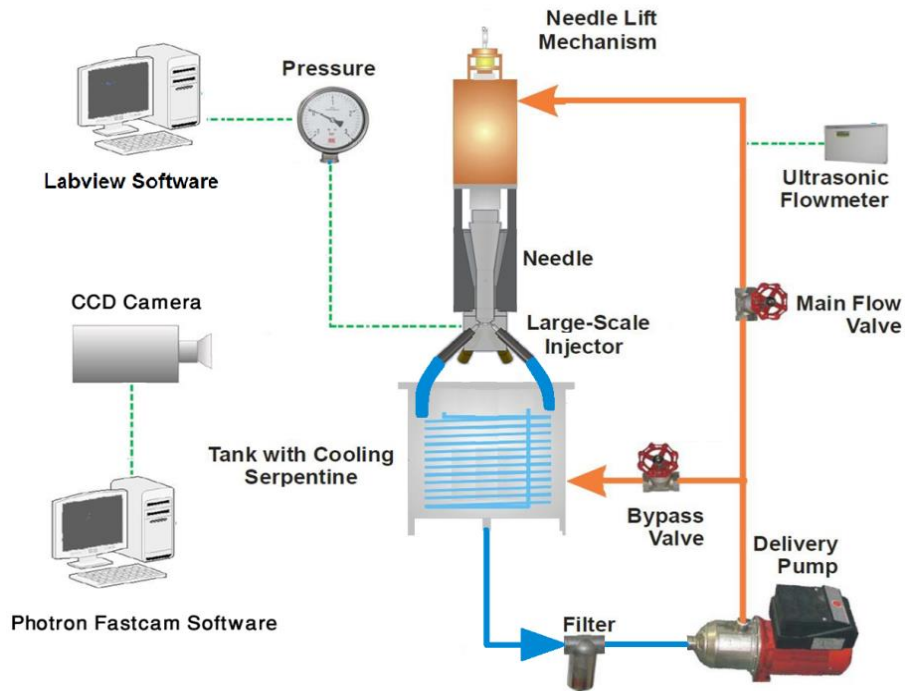 Needle Lift
Mechanism
Pressure
Labview Software
Ultrasonic
Flowmeter
Needle
CCD Camera
Large-Scale
Injector
Main Flow
Valve
Tank with Cooling
Serpentine
Bypass
Valve
Delivery
Pump
Photron Fastcam Software
Filter